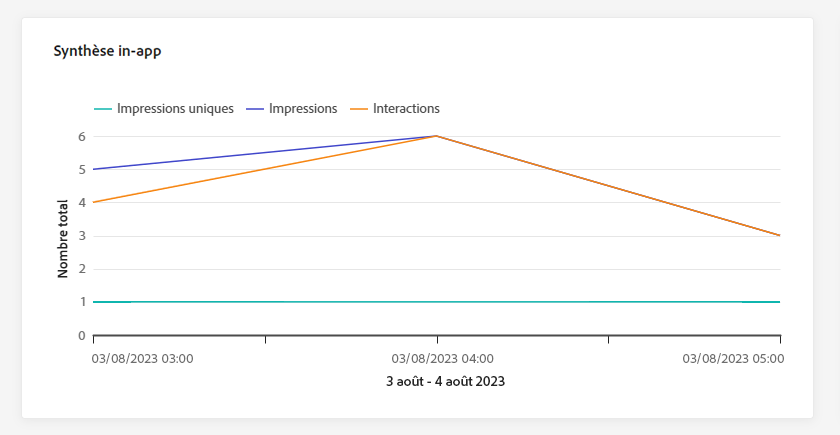 Synthèse in-app
Impressions uniques Impressions Interactions
6
5
4
3
2
1
0
Nombre total
03/08/2023 03:00 03/08/2023 04:00 03/08/2023 05:00
3 août - 4 août 2023